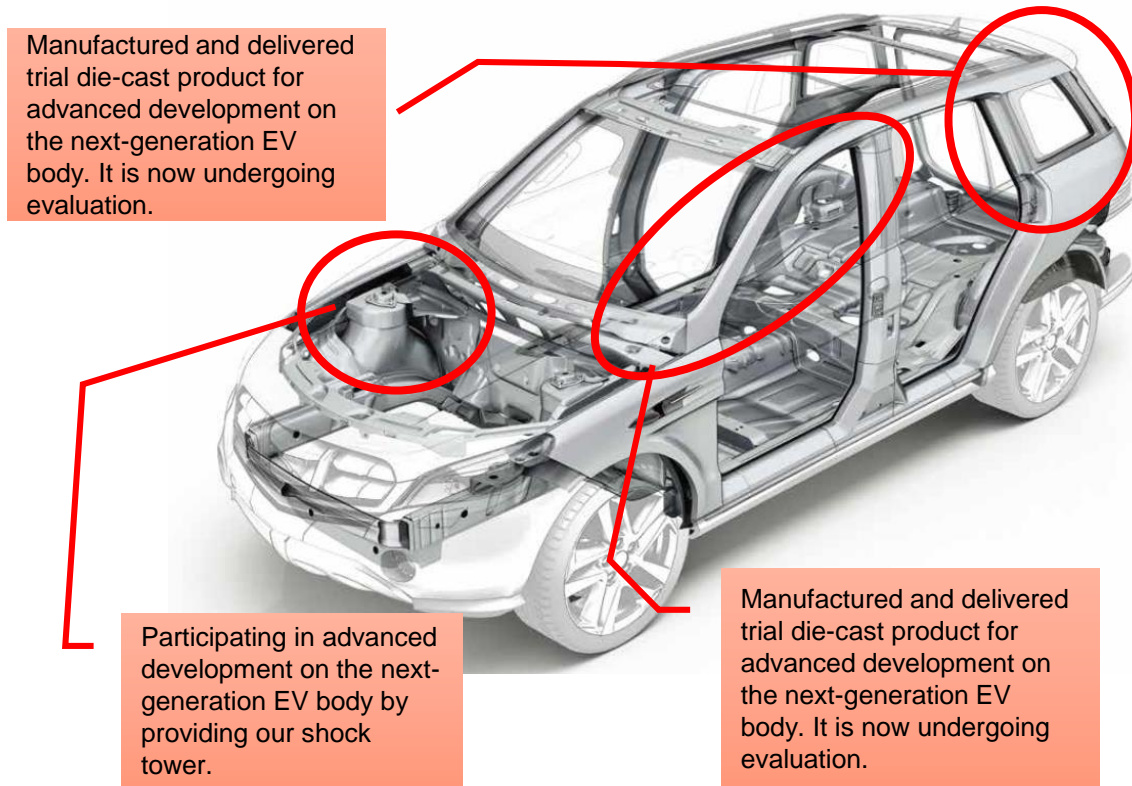 Manufactured and delivered
trial die-cast product for
advanced development on
the next-generation EV
body. It is now undergoing
evaluation.
Participating in advanced
development on the next-
generation EV body by
providing our shock
tower.
Manufactured and delivered
trial die-cast product for
advanced development on
the next-generation EV
body. It is now undergoing
evaluation.